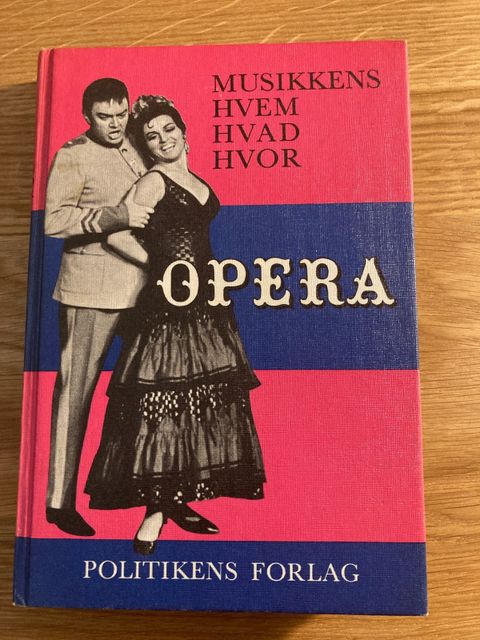 MUSIKKENS
HVEM
HVAD
HVOR
OPERA
POLITIKENS FORLAG